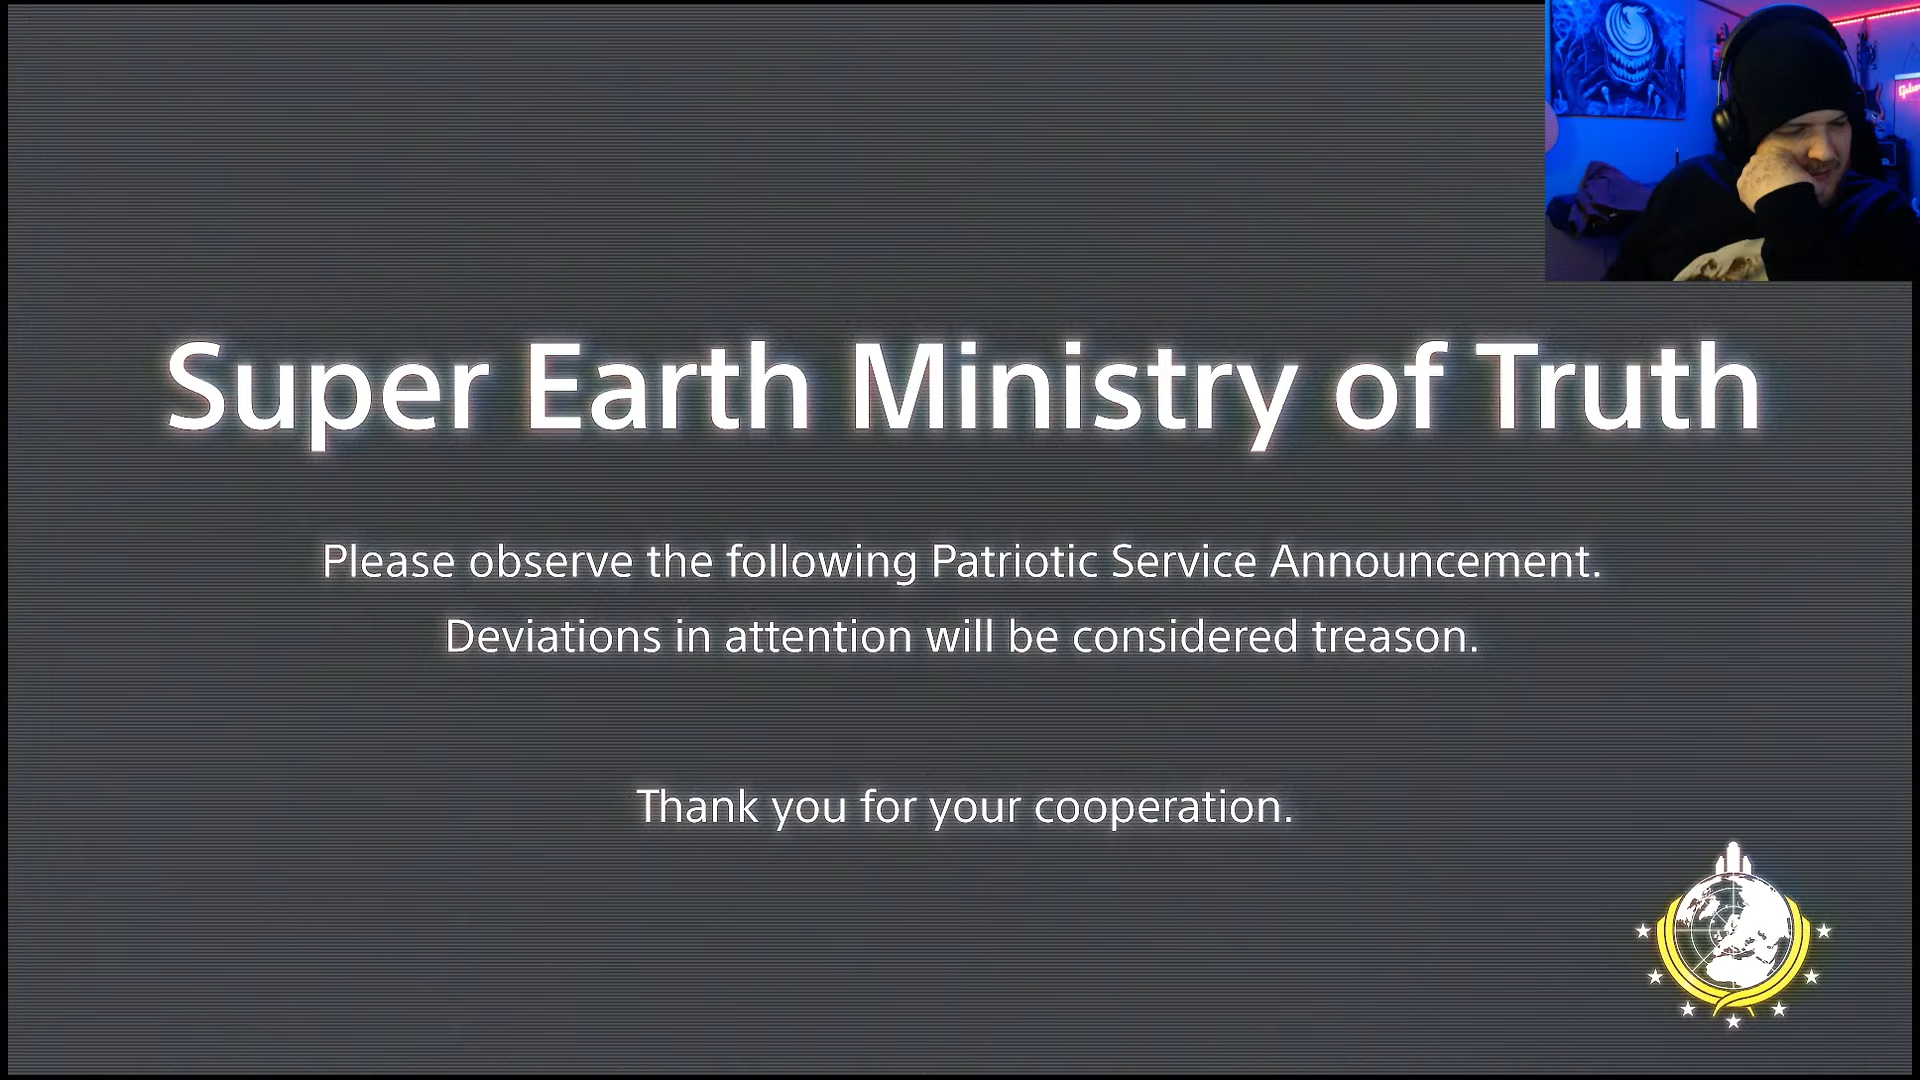 Super Earth Ministry of Truth
Please observe the following Patriotic Service Announcement.
Deviations in attention will be considered treason.
Thank you for your cooperation.